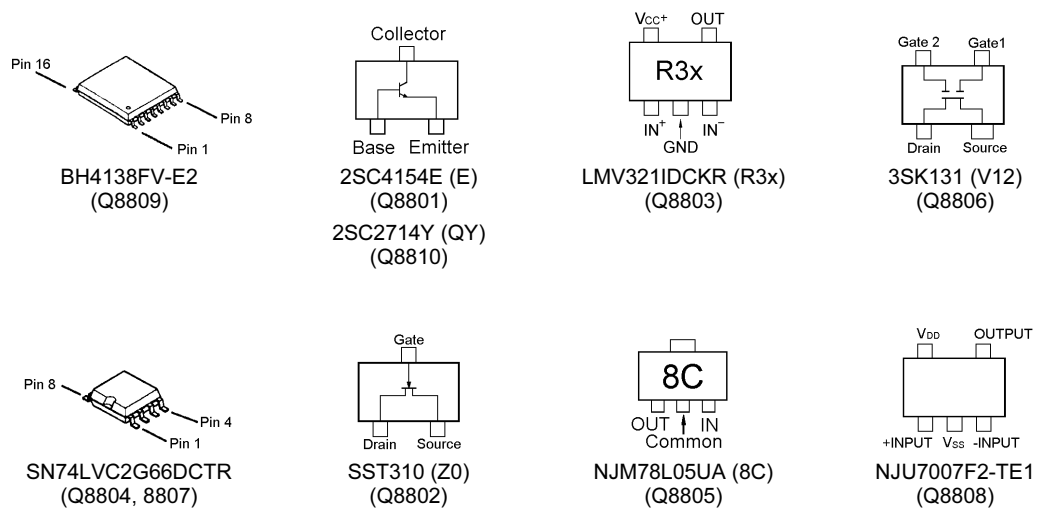 Pin 16
Pin 8
Pin 1
BH4138FV-E2
(Q8809)
Collector
Base Emitter
2SC4154E (E)
(Q8801)
2SC2714Y (QY)
(Q8810)
Vcc+ OUT
R3x
IN+ IN−
GND
LMV321IDCKR (R3x)
(Q8803)
Gate 2 Gate1
Drain Source
3SK131 (V12)
(Q8806)
Pin 8
Pin 4
Pin 1
SN74LVC2G66DCTR
(Q8804, 8807)
Gate
Drain Source
SST310 (Z0)
(Q8802)
8C
OUT IN
Common
NJM78L05UA (8C)
(Q8805)
VDD OUTPUT
+INPUT VSS -INPUT
NJU7007F2-TE1
(Q8808)